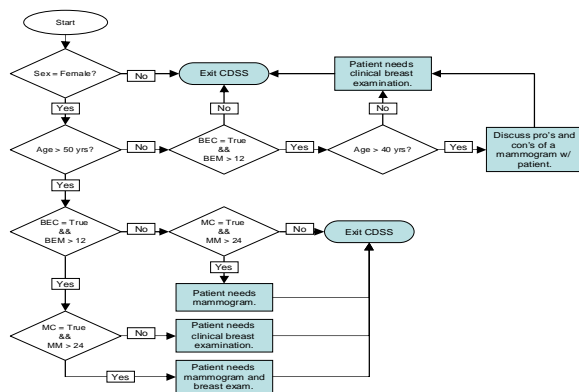 Start
Sex = Female?
No
Exit CDSS
Patient needs
clinical breast
examination.
Yes
No
No
Age > 50 yrs?
No
BEC = True
&&
BEM > 12
Yes
Age > 40 yrs?
Yes
Discuss pro's and
con's of a
mammogram w/
patient.
Yes
BEC = True
&&
BEM > 12
No
MC = True
&&
MM > 24
No
Exit CDSS
Yes
Yes
Patient needs
mammogram.
MC = True
&&
MM > 24
No
Patient needs
clinical breast
examination.
Yes
Patient needs
mammogram and
breast exam.